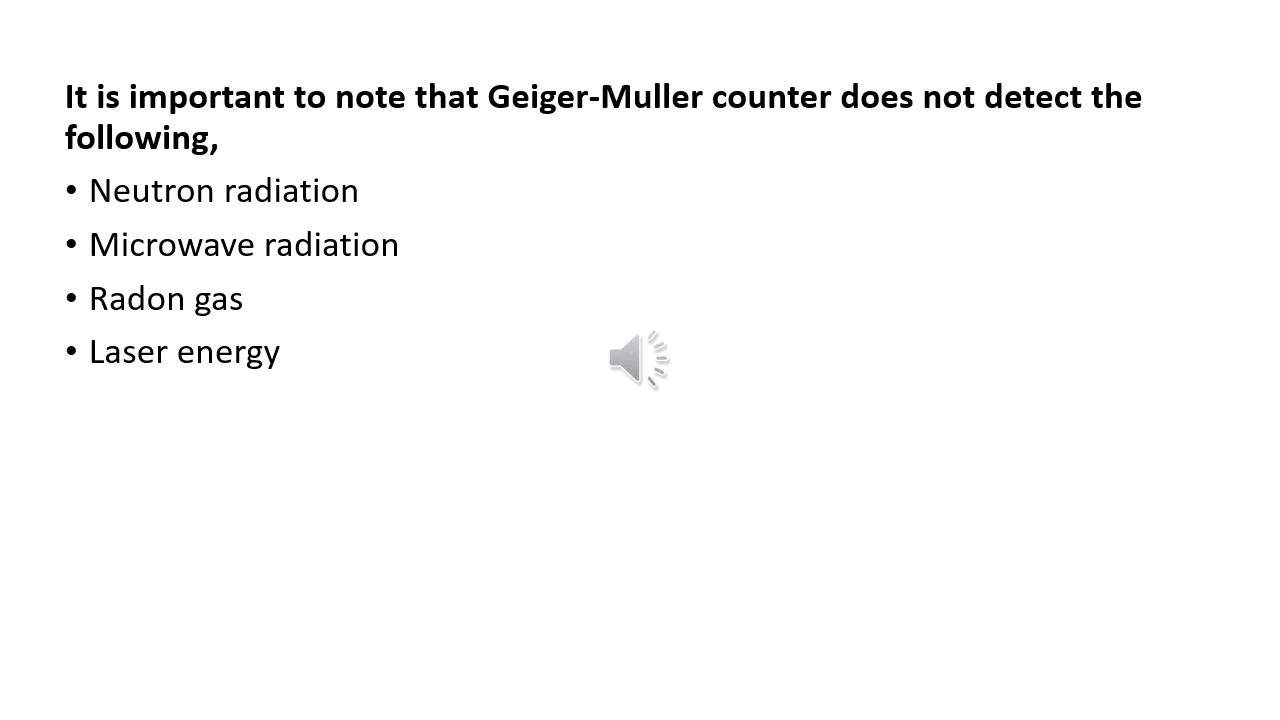 It is important to note that Geiger-Muller counter does not detect the
following,
• Neutron radiation
• Microwave radiation
• Radon gas
• Laser energy